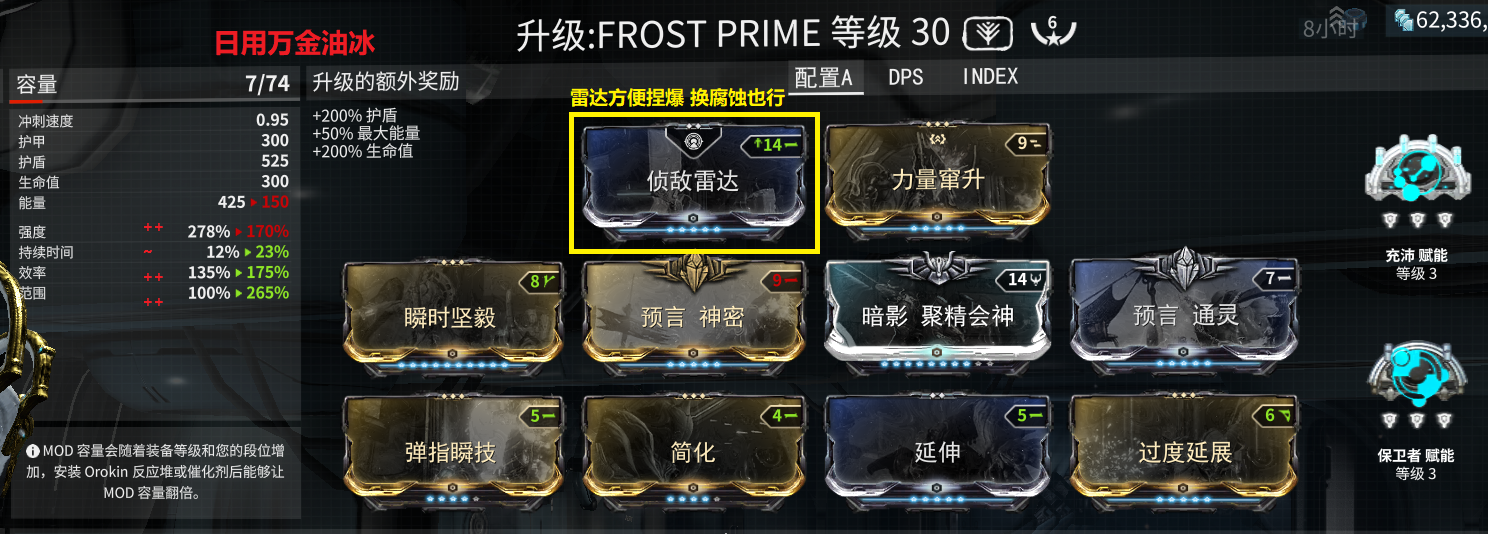 日用万金油冰
升级:FROST PRIME 等级 30
6
8小时
62,336,
容量 7/74
升级的额外奖励
配置A DPS INDEX
+200% 护盾
+50% 最大能量
+200% 生命值
雷达方便捏爆 换腐蚀也行
冲刺速度 0.95
护甲 300
护盾 525
生命值 300
能量 425 150
强度 ++ 278% 170%
持续时间 ~ 12% 23%
效率 ++ 135% 175%
范围 ++ 100% 265%
14
侦敌雷达
9
力量窜升
充沛 赋能
等级 3
8
瞬时坚毅
9
预言 神密
14
暗影 聚精会神
7
预言 通灵
5
弹指瞬技
4
简化
5
延伸
6
过度延展
保卫者 赋能
等级 3
MOD 容量会随着装备等级和您的段位增
加，安装 Orokin 反应堆或催化剂后能够让
MOD 容量翻倍。